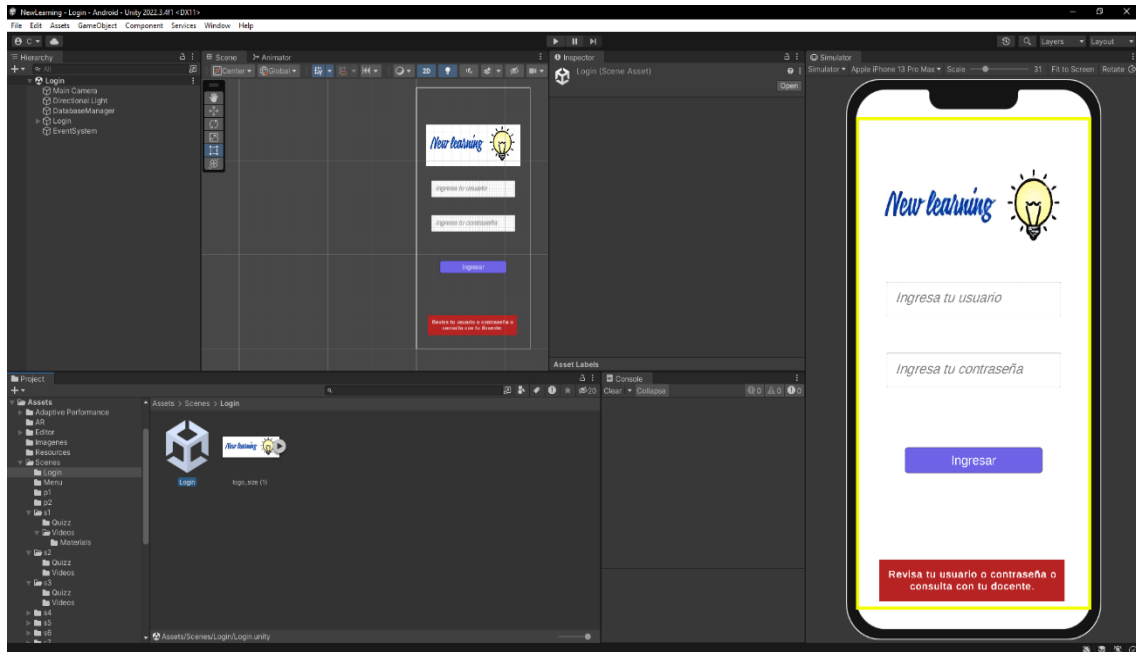 NewLearning - Login - Android - Unity 2022.3.4f1 <DX11>
File Edit Assets GameObject Component Services Window Help
C
Layers
Layout
Hierarchy
All
Login
Main Camera
Directional Light
DatabaseManager
Login
EventSystem
Scene
Animator
Center
Global
2D
New learning
Ingresa tu usuario
Ingresa tu contraseña
Ingresar
Revisa tu usuario o contraseña o
consulta con tu docente.
Inspector
Login (Scene Asset)
Open
Asset Labels
Simulator
Simulator Apple iPhone 13 Pro Max Scale 31 Fit to Screen Rotate
New learning
Ingresa tu usuario
Ingresa tu contraseña
Ingresar
Revisa tu usuario o contraseña o
consulta con tu docente.
Project
20
Assets
Adaptive Performance
AR
Editor
Imagenes
Resources
Scenes
Login
Menu
p1
p2
s1
Quizz
Videos
Materials
s2
Quizz
Videos
s3
Quizz
Videos
s4
s5
s6
Assets > Scenes > Login
New learning
Login
logo_size (1)
Assets/Scenes/Login/Login.unity
Console
Clear Collapse
0 0 0